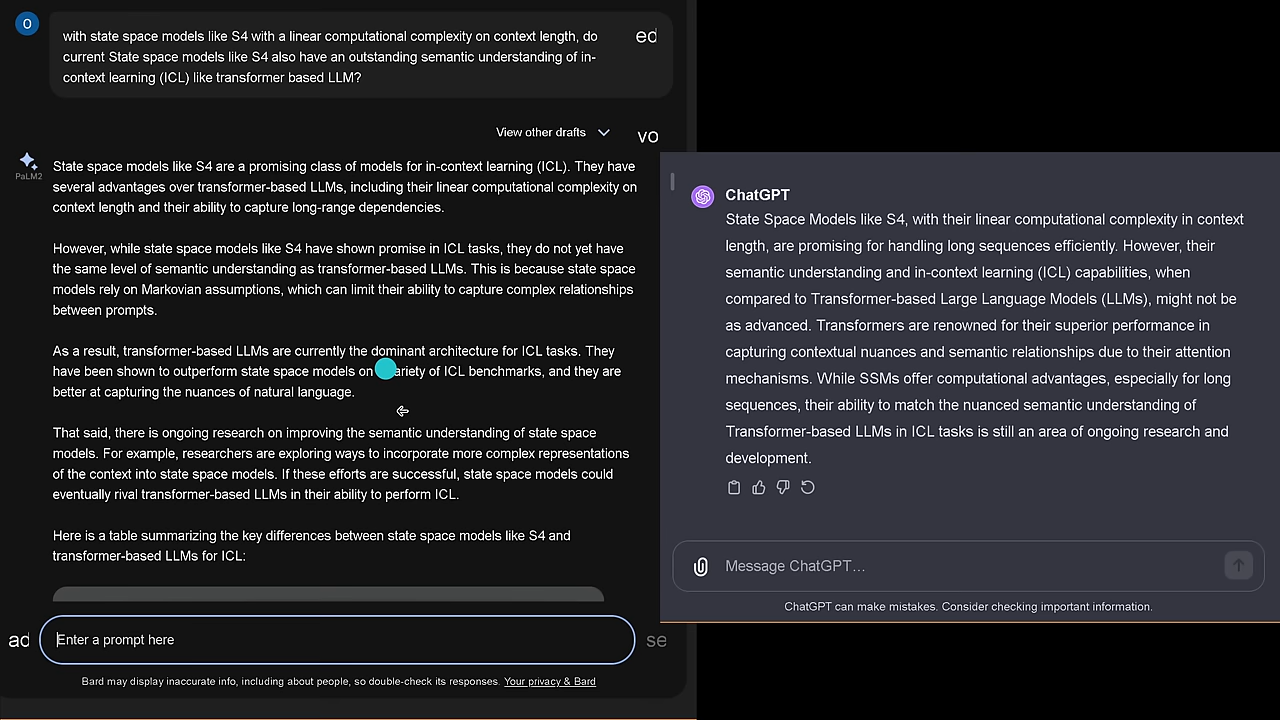 O
with state space models like S4 with a linear computational complexity on context length, do
current State space models like S4 also have an outstanding semantic understanding of in-
context learning (ICL) like transformer based LLM?
ed
View other drafts
vo
PaLM2
State space models like S4 are a promising class of models for in-context learning (ICL). They have
several advantages over transformer-based LLMs, including their linear computational complexity on
context length and their ability to capture long-range dependencies.
However, while state space models like S4 have shown promise in ICL tasks, they do not yet have
the same level of semantic understanding as transformer-based LLMs. This is because state space
models rely on Markovian assumptions, which can limit their ability to capture complex relationships
between prompts.
As a result, transformer-based LLMs are currently the dominant architecture for ICL tasks. They
have been shown to outperform state space models on variety of ICL benchmarks, and they are
better at capturing the nuances of natural language.
That said, there is ongoing research on improving the semantic understanding of state space
models. For example, researchers are exploring ways to incorporate more complex representations
of the context into state space models. If these efforts are successful, state space models could
eventually rival transformer-based LLMs in their ability to perform ICL.
Here is a table summarizing the key differences between state space models like S4 and
transformer-based LLMs for ICL:
ad
Enter a prompt here
se
Bard may display inaccurate info, including about people, so double-check its responses. Your privacy & Bard
ChatGPT
State Space Models like S4, with their linear computational complexity in context
length, are promising for handling long sequences efficiently. However, their
semantic understanding and in-context learning (ICL) capabilities, when
compared to Transformer-based Large Language Models (LLMs), might not be
as advanced. Transformers are renowned for their superior performance in
capturing contextual nuances and semantic relationships due to their attention
mechanisms. While SSMs offer computational advantages, especially for long
sequences, their ability to match the nuanced semantic understanding of
Transformer-based LLMs in ICL tasks is still an area of ongoing research and
development.
Message ChatGPT...
ChatGPT can make mistakes. Consider checking important information.